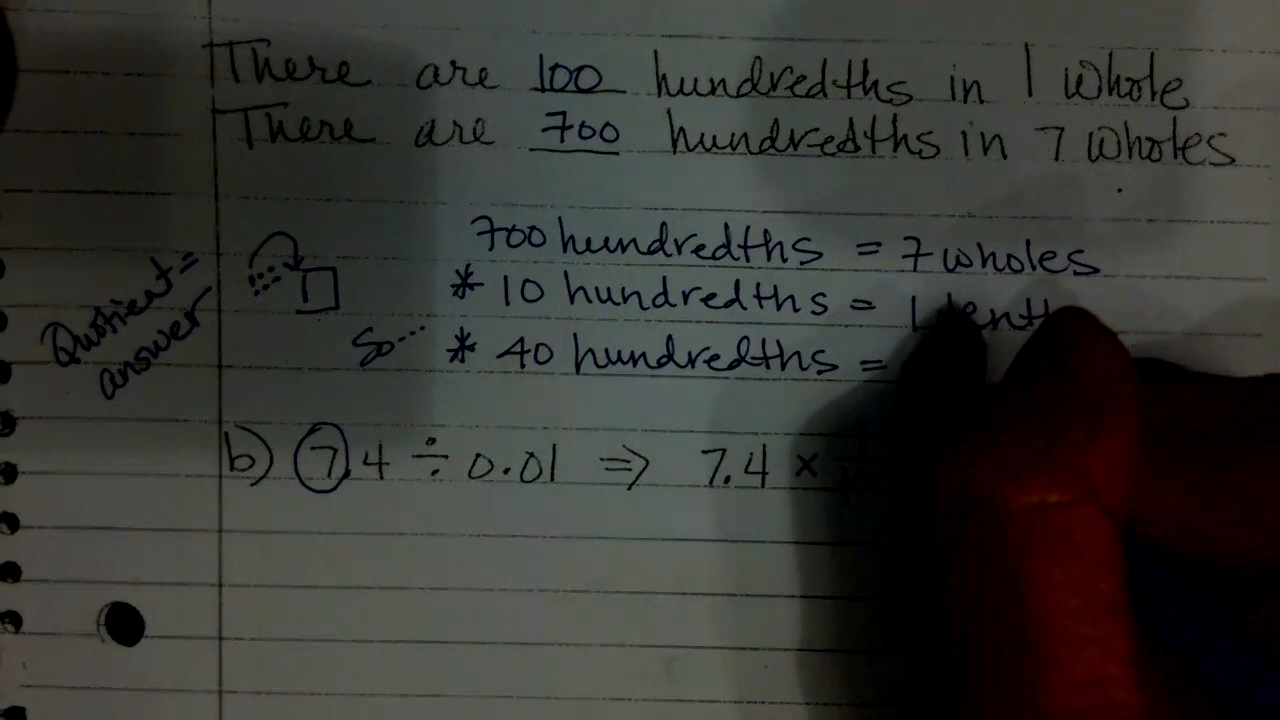 There are 100 hundredths in 1 whole
There are 700 hundredths in 7 wholes
700 hundredths = 7 wholes
* 10 hundredths = 1 tenth
So... * 40 hundredths =
Quotient =
answer
b) 7.4 ÷ 0.01 ⇒ 7.4 ×